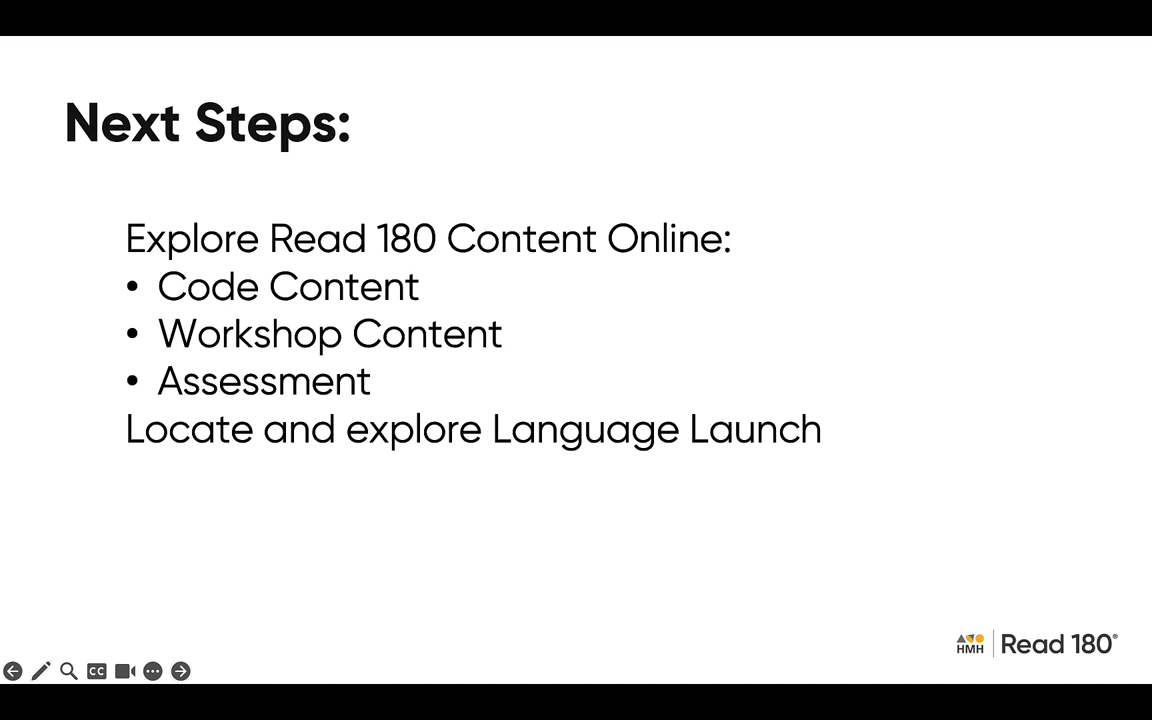 Next Steps:
Explore Read 180 Content Online:
• Code Content
• Workshop Content
• Assessment
Locate and explore Language Launch
HMH | Read 180®
CC